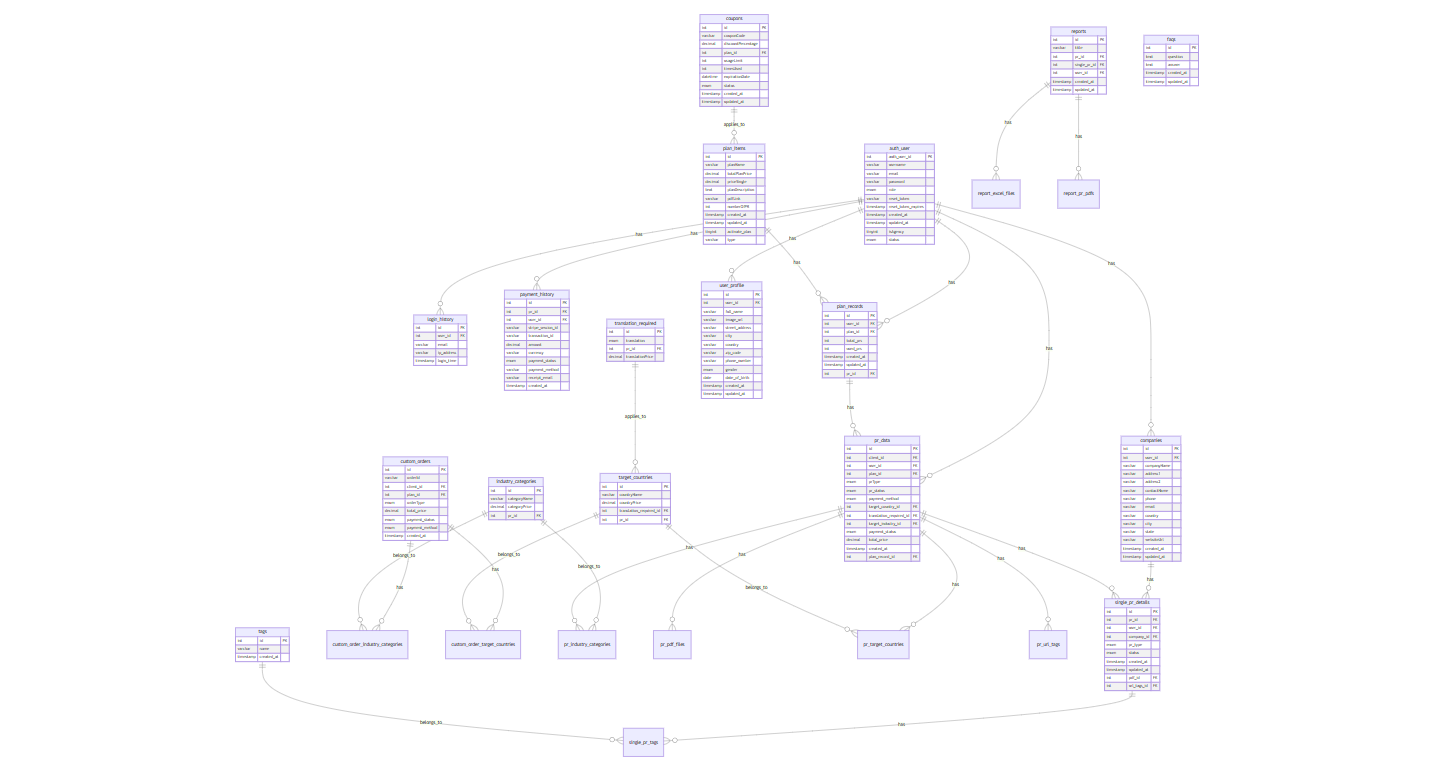 coupons
int id PK
varchar couponCode
decimal discountPercentage
int plan_id FK
int usageLimit
int timesUsed
datetime expirationDate
enum status
timestamp created_at
timestamp updated_at
reports
int id PK
varchar title
int pr_id FK
int single_pr_id FK
int user_id FK
timestamp created_at
timestamp updated_at
faqs
int id PK
text question
text answer
timestamp created_at
timestamp updated_at
applies_to
has
has
plan_items
int id PK
varchar planName
decimal totalPlanPrice
decimal priceSingle
text planDescription
varchar pdfLink
int numberOfPR
timestamp created_at
timestamp updated_at
tinyint activate_plan
varchar type
auth_user
int auth_user_id PK
varchar username
varchar email
varchar password
enum role
varchar reset_token
timestamp reset_token_expires
timestamp created_at
timestamp updated_at
tinyint isAgency
enum status
report_excel_files
report_pr_pdfs
has
has
has
has
has
has
has
login_history
int id PK
int user_id FK
varchar email
varchar ip_address
timestamp login_time
payment_history
int id PK
int pr_id FK
int user_id FK
varchar stripe_session_id
varchar transaction_id
decimal amount
varchar currency
enum payment_status
varchar payment_method
varchar receipt_email
timestamp created_at
translation_required
int id PK
enum translation
int pr_id FK
decimal translationPrice
user_profile
int id PK
int user_id FK
varchar full_name
varchar image_url
varchar street_address
varchar city
varchar country
varchar zip_code
varchar phone_number
enum gender
date date_of_birth
timestamp created_at
timestamp updated_at
plan_records
int id PK
int user_id FK
int plan_id FK
int total_prs
int used_prs
timestamp created_at
timestamp updated_at
int pr_id FK
applies_to
has
custom_orders
int id PK
varchar orderId
int client_id FK
int plan_id FK
enum orderType
decimal total_price
enum payment_status
enum payment_method
timestamp created_at
industry_categories
int id PK
varchar categoryName
decimal categoryPrice
int pr_id FK
target_countries
int id PK
varchar countryName
decimal countryPrice
int translation_required_id FK
int pr_id FK
pr_data
int id PK
int client_id FK
int user_id FK
int plan_id FK
enum prType
enum pr_status
enum payment_method
int target_country_id FK
int translation_required_id FK
int target_industry_id FK
enum payment_status
decimal total_price
timestamp created_at
int plan_record_id FK
companies
int id PK
int user_id FK
varchar companyName
varchar address1
varchar address2
varchar contactName
varchar phone
varchar email
varchar country
varchar city
varchar state
varchar websiteUrl
timestamp created_at
timestamp updated_at
belongs_to
has
belongs_to
has
belongs_to
has
has
belongs_to
has
has
has
has
tags
int id PK
varchar name
timestamp created_at
custom_order_industry_categories
custom_order_target_countries
pr_industry_categories
pr_pdf_files
pr_target_countries
pr_url_tags
single_pr_details
int id PK
int pr_id FK
int user_id FK
int company_id FK
enum pr_type
enum status
timestamp created_at
timestamp updated_at
int pdf_id FK
int url_tags_id FK
belongs_to
has
single_pr_tags